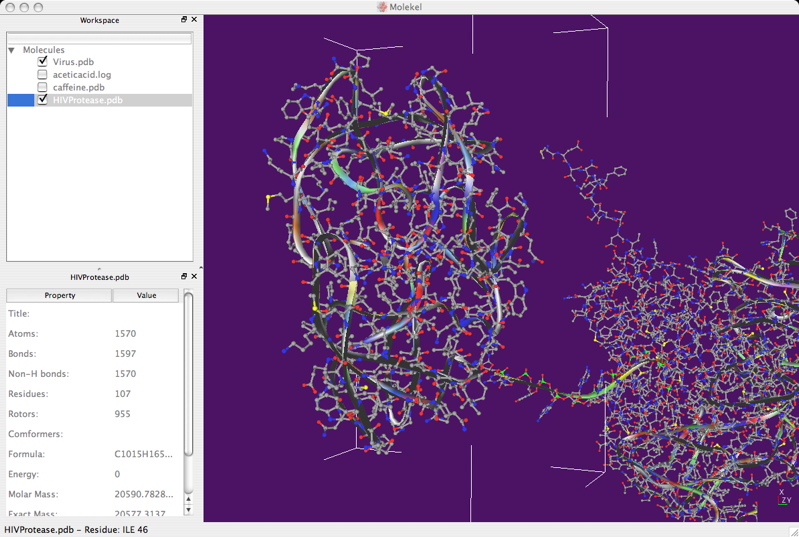 Molekel
Workspace
Molecules
Virus.pdb
aceticacid.log
caffeine.pdb
HIVProtease.pdb
HIVProtease.pdb
Property Value
Title:
Atoms: 1570
Bonds: 1597
Non-H bonds: 1570
Residues: 107
Rotors: 955
Comformers:
Formula: C1015H165...
Energy: 0
Molar Mass: 20590.7828...
Exact Mass: 20577.3137
HIVProtease.pdb - Residue: ILE 46
X
ZY